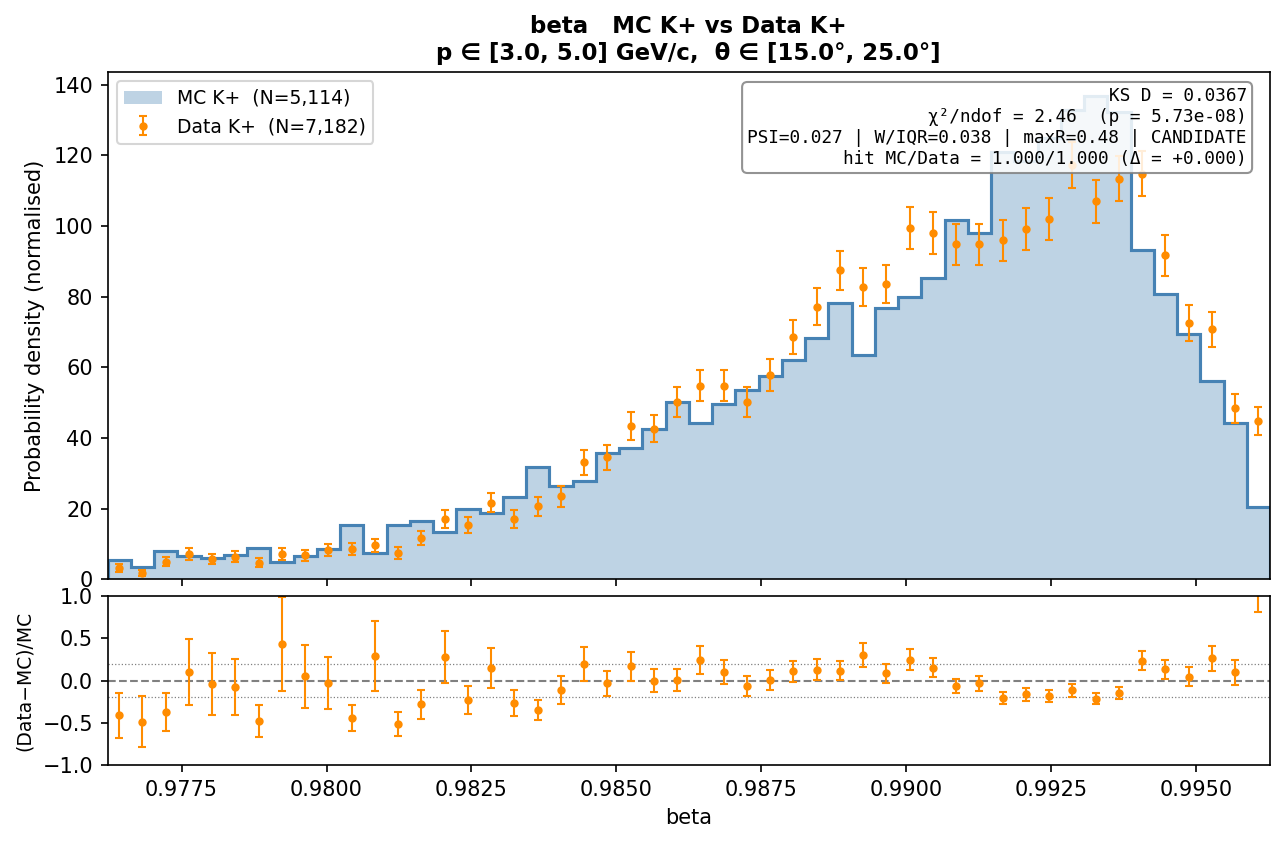 beta   MC K+ vs Data K+
p ∈ [3.0, 5.0] GeV/c,  θ ∈ [15.0°, 25.0°]
MC K+  (N=5,114)
Data K+  (N=7,182)
KS D = 0.0367
χ²/ndof = 2.46  (p = 5.73e-08)
PSI=0.027 | W/IQR=0.038 | maxR=0.48 | CANDIDATE
hit MC/Data = 1.000/1.000 (Δ = +0.000)
Probability density (normalised)
140
120
100
80
60
40
20
0
(Data−MC)/MC
1.0
0.5
0.0
−0.5
−1.0
0.9775
0.9800
0.9825
0.9850
0.9875
0.9900
0.9925
0.9950
beta